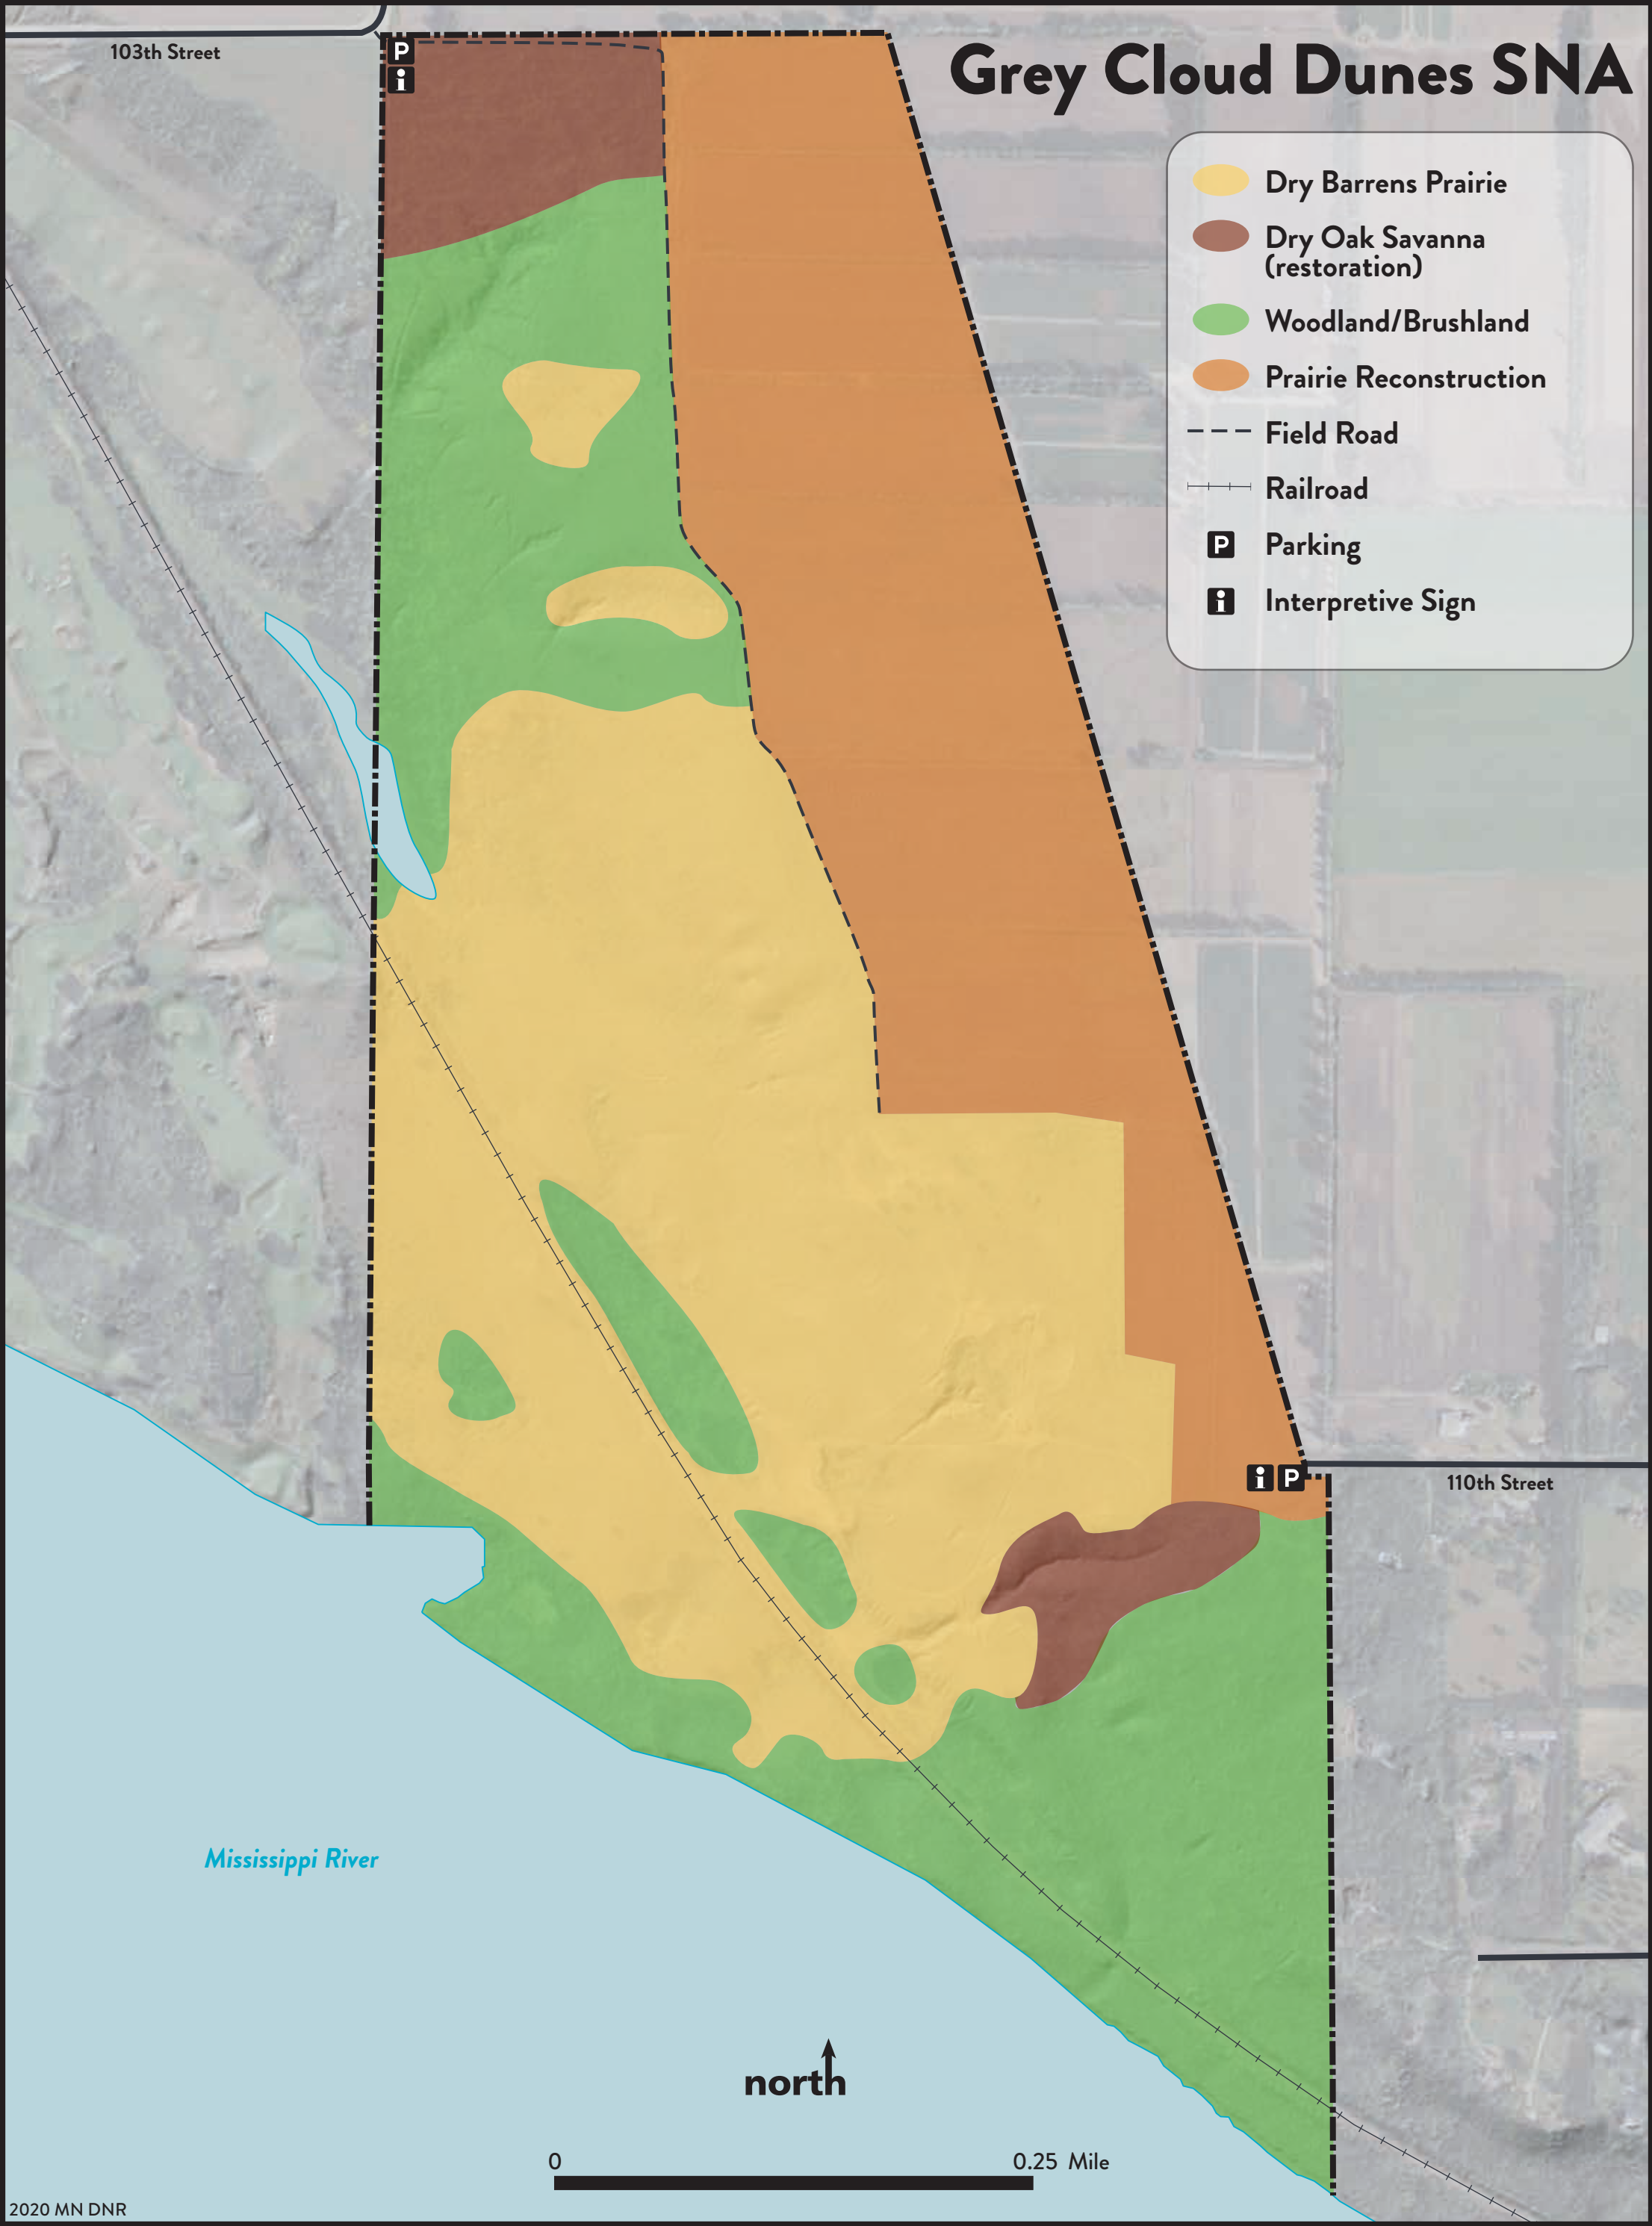 103th Street
P
i
Grey Cloud Dunes SNA
Dry Barrens Prairie
Dry Oak Savanna
(restoration)
Woodland/Brushland
Prairie Reconstruction
Field Road
Railroad
P Parking
i Interpretive Sign
i P
110th Street
Mississippi River
north
0 0.25 Mile
2020 MN DNR